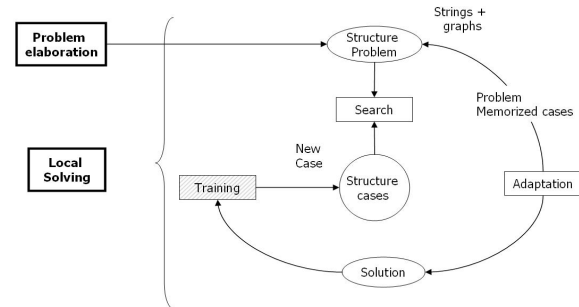 Problem
elaboration
Structure
Problem
Strings +
graphs
Search
Problem
Memorized cases
Local
Solving
New
Case
Training
Structure
cases
Adaptation
Solution